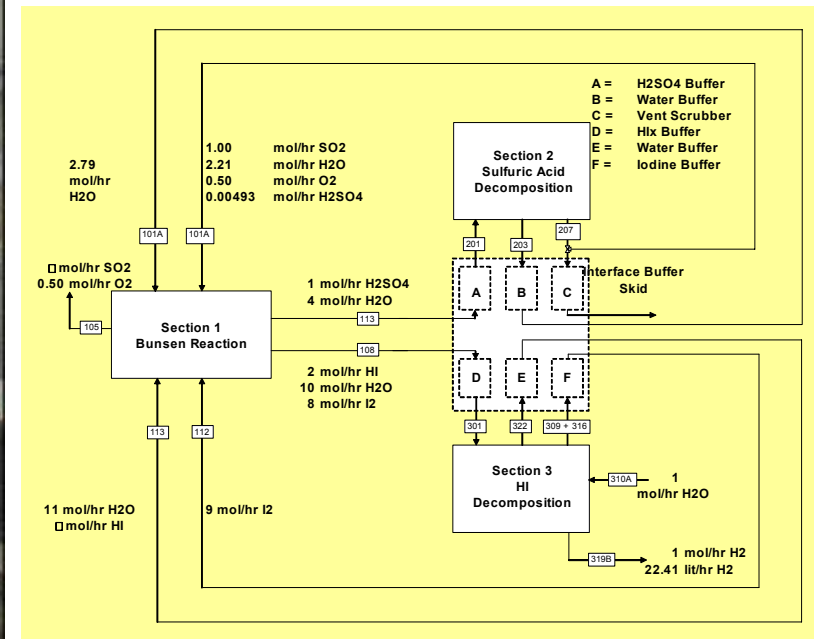 A = H2SO4 Buffer
B = Water Buffer
C = Vent Scrubber
D = HIx Buffer
E = Water Buffer
F = Iodine Buffer
2.79
mol/hr
H2O
1.00 mol/hr SO2
2.21 mol/hr H2O
0.50 mol/hr O2
0.00493 mol/hr H2SO4
Section 2
Sulfuric Acid
Decomposition
101A
101A
201
203
207
□ mol/hr SO2
0.50 mol/hr O2
105
Section 1
Bunsen Reaction
1 mol/hr H2SO4
4 mol/hr H2O
113
108
2 mol/hr HI
10 mol/hr H2O
8 mol/hr I2
A
B
C
Interface Buffer
Skid
D
E
F
301
322
309 + 316
113
112
11 mol/hr H2O
□ mol/hr HI
9 mol/hr I2
Section 3
HI
Decomposition
310A
1
mol/hr H2O
319B
1 mol/hr H2
22.41 lit/hr H2